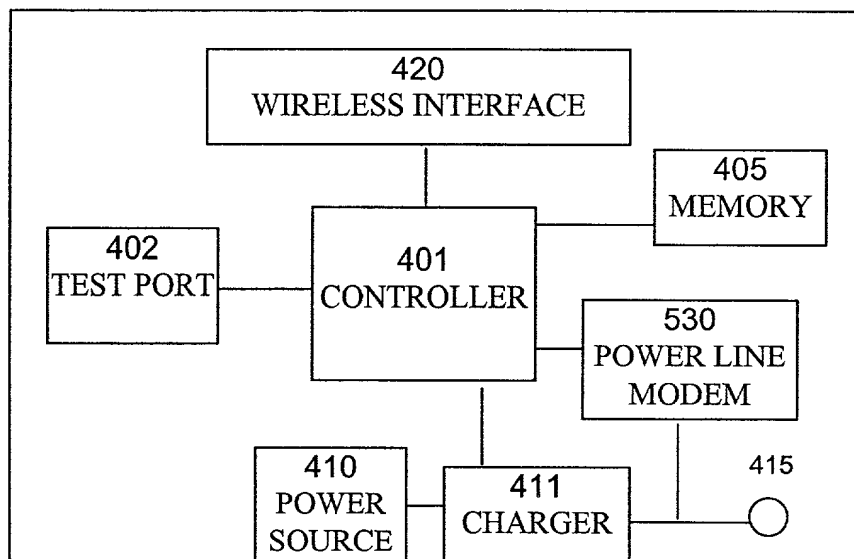 420
WIRELESS INTERFACE
405
MEMORY
402
TEST PORT
401
CONTROLLER
530
POWER LINE
MODEM
410
POWER
SOURCE
411
CHARGER
415